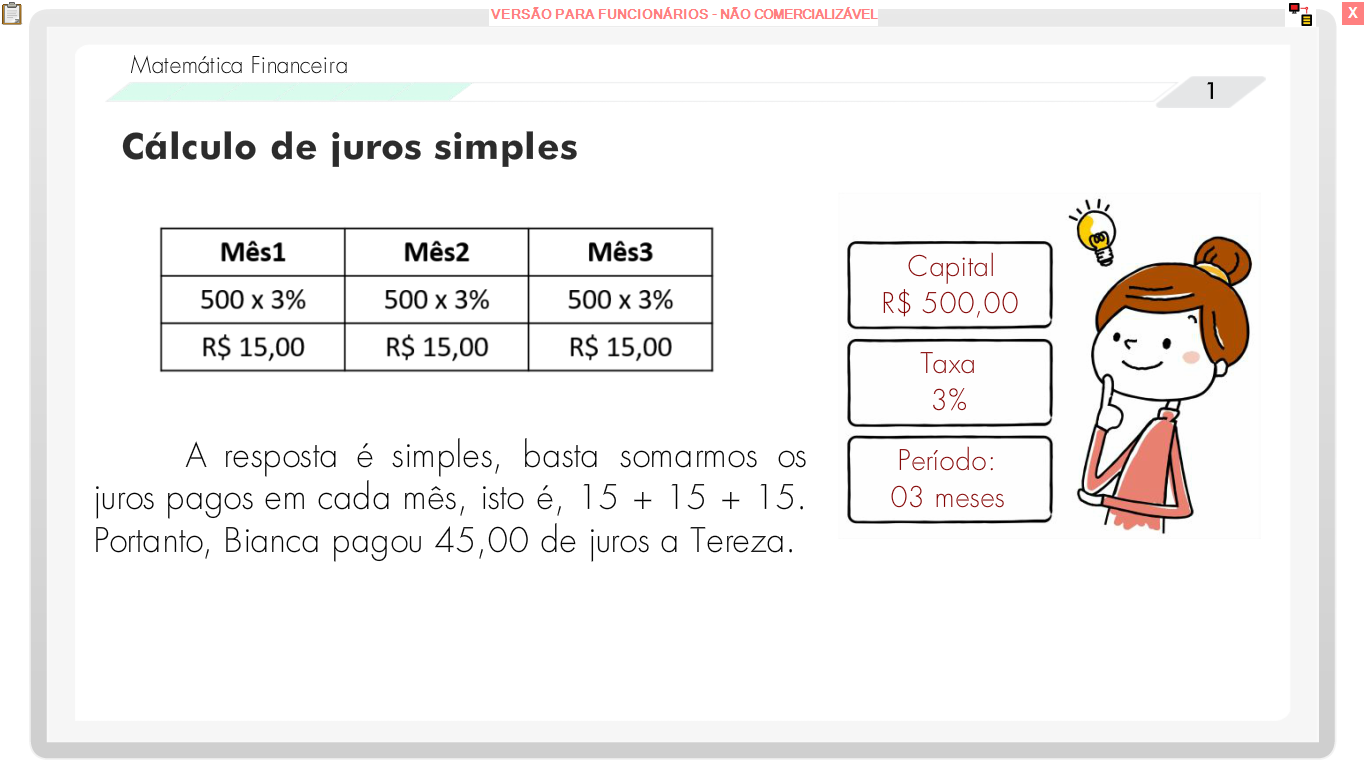 VERSÃO PARA FUNCIONÁRIOS - NÃO COMERCIALIZÁVEL
X
Matemática Financeira
1
Cálculo de juros simples
Mês1 Mês2 Mês3
500 x 3% 500 x 3% 500 x 3%
R$ 15,00 R$ 15,00 R$ 15,00
Capital
R$ 500,00
Taxa
3%
Período:
03 meses
A resposta é simples, basta somarmos os
juros pagos em cada mês, isto é, 15 + 15 + 15.
Portanto, Bianca pagou 45,00 de juros a Tereza.